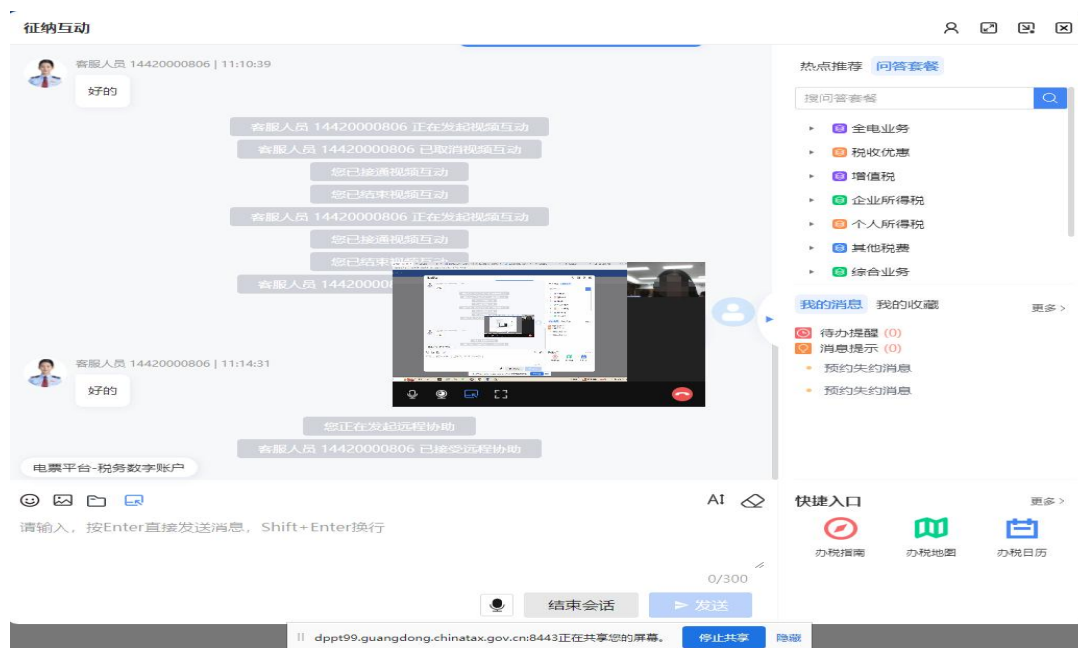 征纳互动
客服人员 14420000806 | 11:10:39
好的
客服人员 14420000806 正在发起视频互动
客服人员 14420000806 已取消视频互动
您已接通视频互动
您已结束视频互动
客服人员 14420000806 正在发起视频互动
您已接通视频互动
您已结束视频互动
客服人员 1442000
客服人员 14420000806 | 11:14:31
好的
您正在发起远程协助
客服人员 14420000806 已接受远程协助
电票平台-税务数字账户
AI
请输入，按Enter直接发送消息，Shift+Enter换行
0/300
结束会话
发送
热点推荐 问答套餐
搜问答套餐
全电业务
税收优惠
增值税
企业所得税
个人所得税
其他税费
综合业务
我的消息 我的收藏 更多 >
待办提醒 (0)
消息提示 (0)
预约失约消息
预约失约消息
快捷入口 更多 >
办税指南 办税地图 办税日历
dppt99.guangdong.chinatax.gov.cn:8443正在共享您的屏幕。 停止共享 隐藏